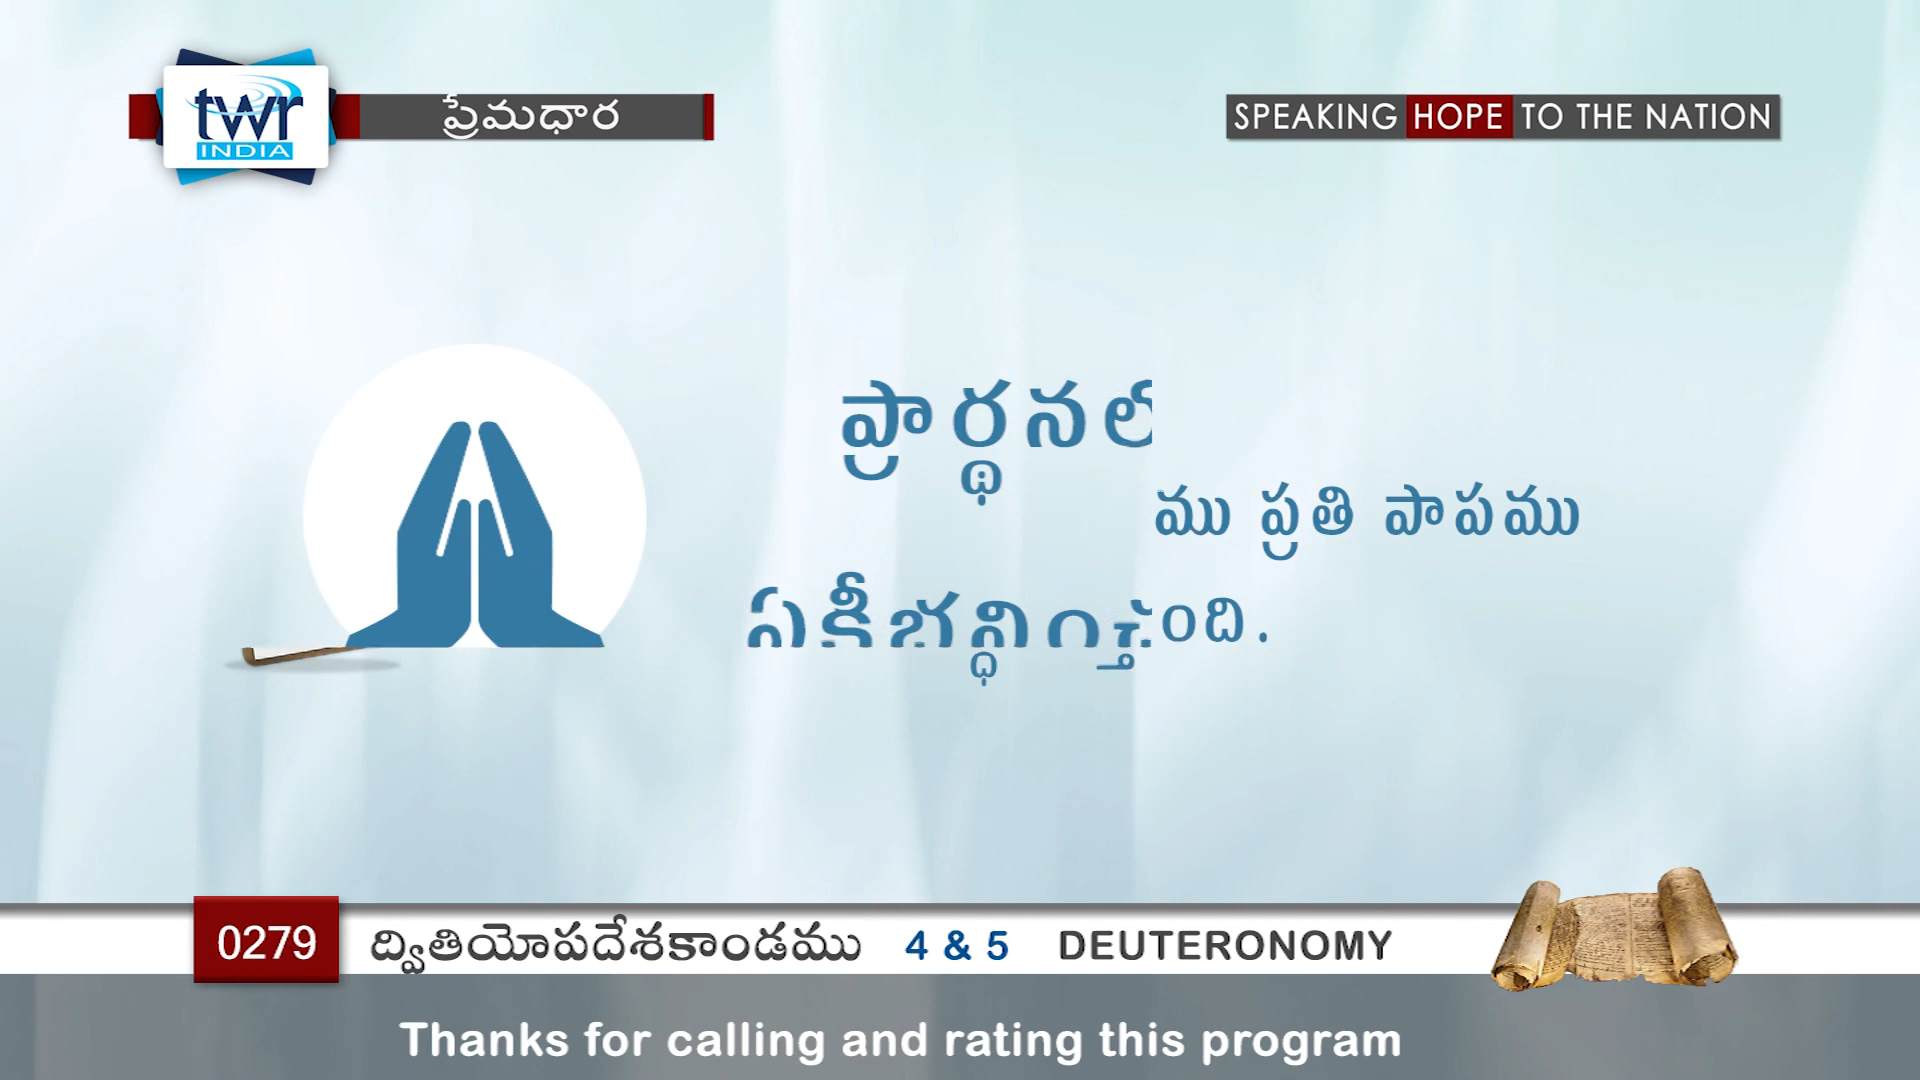 twr
INDIA
ప్రేమధార
SPEAKING HOPE TO THE NATION
ము ప్రతి పాపము
ంది.
0279 ద్వితియోపదేశకాండము 4 & 5 DEUTERONOMY
Thanks for calling and rating this program